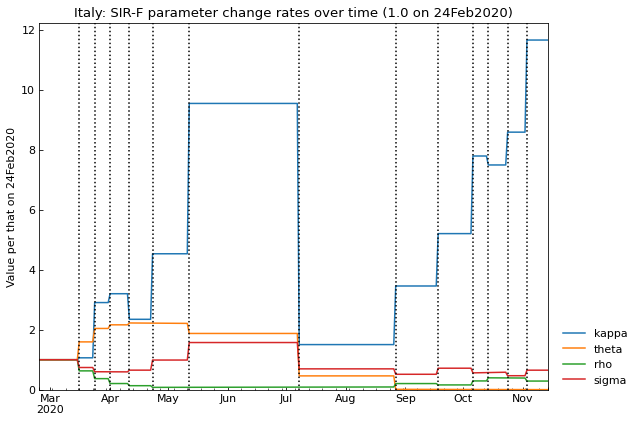 Italy: SIR-F parameter change rates over time (1.0 on 24Feb2020)
Value per that on 24Feb2020
12
10
8
6
4
2
0
Mar Apr May Jun Jul Aug Sep Oct Nov
2020
kappa
theta
rho
sigma